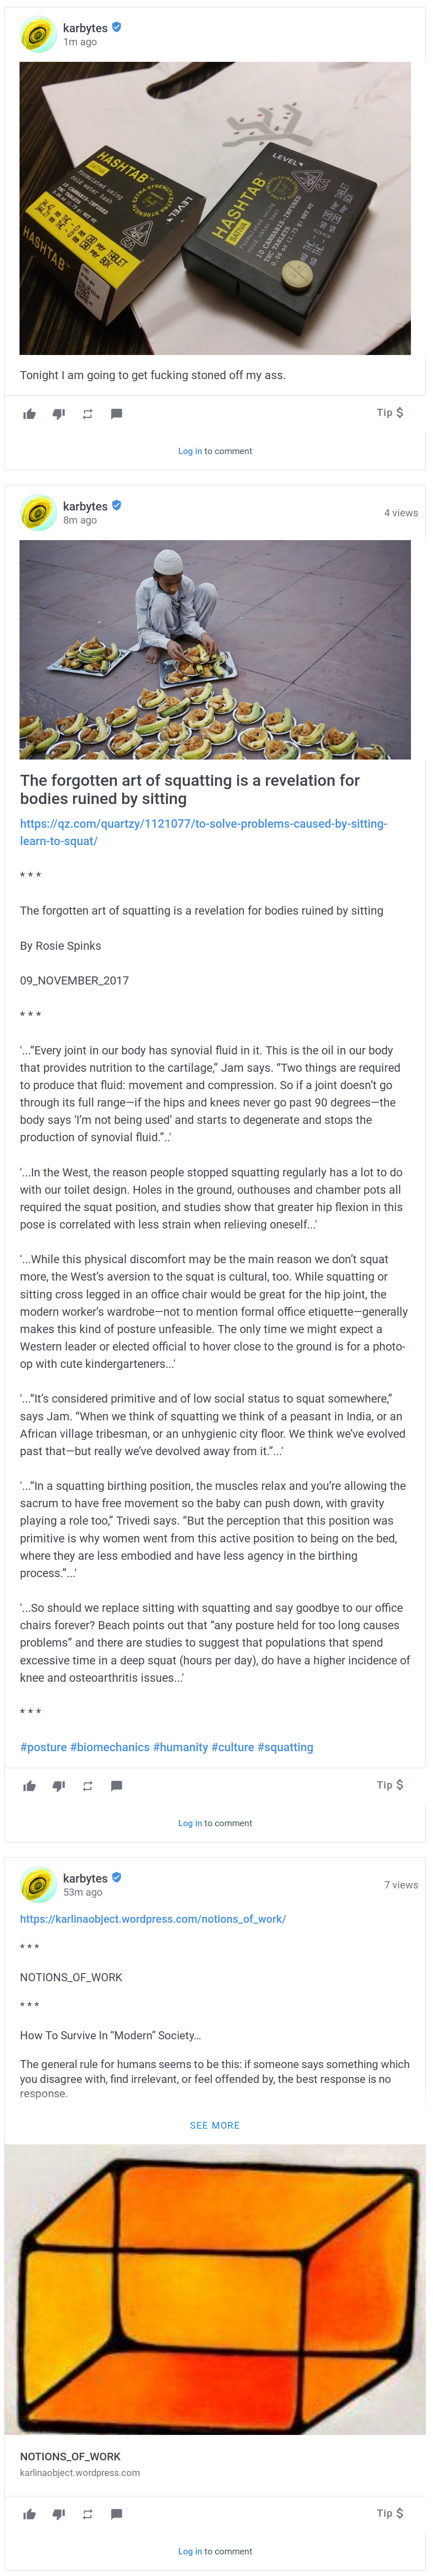 karbytes
1m ago
HASHTAG™
SATIVA
formulated using
cold water hash
10 CANNABIS-INFUSED
EXTRA STRENGTH
LEVEL
HASHTAG™
LEVEL
HASHTAG™
SATIVA
10 CANNABIS-INFUSED
THC TABLETS
Tonight I am going to get fucking stoned off my ass.
Tip $
Log in to comment
karbytes
8m ago
4 views
The forgotten art of squatting is a revelation for
bodies ruined by sitting
https://qz.com/quartzy/1121077/to-solve-problems-caused-by-sitting-
learn-to-squat/
* * *
The forgotten art of squatting is a revelation for bodies ruined by sitting
By Rosie Spinks
09_NOVEMBER_2017
* * *
'...“Every joint in our body has synovial fluid in it. This is the oil in our body
that provides nutrition to the cartilage,” Jam says. “Two things are required
to produce that fluid: movement and compression. So if a joint doesn’t go
through its full range—if the hips and knees never go past 90 degrees—the
body says ‘I’m not being used’ and starts to degenerate and stops the
production of synovial fluid.”..'
'...In the West, the reason people stopped squatting regularly has a lot to do
with our toilet design. Holes in the ground, outhouses and chamber pots all
required the squat position, and studies show that greater hip flexion in this
pose is correlated with less strain when relieving oneself...'
'...While this physical discomfort may be the main reason we don’t squat
more, the West’s aversion to the squat is cultural, too. While squatting or
sitting cross legged in an office chair would be great for the hip joint, the
modern worker’s wardrobe—not to mention formal office etiquette—generally
makes this kind of posture unfeasible. The only time we might expect a
Western leader or elected official to hover close to the ground is for a photo-
op with cute kindergarteners...'
'...“It’s considered primitive and of low social status to squat somewhere,”
says Jam. “When we think of squatting we think of a peasant in India, or an
African village tribesman, or an unhygienic city floor. We think we’ve evolved
past that—but really we’ve devolved away from it.”...'
'...“In a squatting birthing position, the muscles relax and you’re allowing the
sacrum to have free movement so the baby can push down, with gravity
playing a role too,” Trivedi says. “But the perception that this position was
primitive is why women went from this active position to being on the bed,
where they are less embodied and have less agency in the birthing
process.”...'
'...So should we replace sitting with squatting and say goodbye to our office
chairs forever? Beach points out that “any posture held for too long causes
problems” and there are studies to suggest that populations that spend
excessive time in a deep squat (hours per day), do have a higher incidence of
knee and osteoarthritis issues...'
* * *
#posture #biomechanics #humanity #culture #squatting
Tip $
Log in to comment
karbytes
53m ago
7 views
https://karlinaobject.wordpress.com/notions_of_work/
* * *
NOTIONS_OF_WORK
* * *
How To Survive In “Modern” Society…
The general rule for humans seems to be this: if someone says something which
you disagree with, find irrelevant, or feel offended by, the best response is no
response.
SEE MORE
NOTIONS_OF_WORK
karlinaobject.wordpress.com
Tip $
Log in to comment